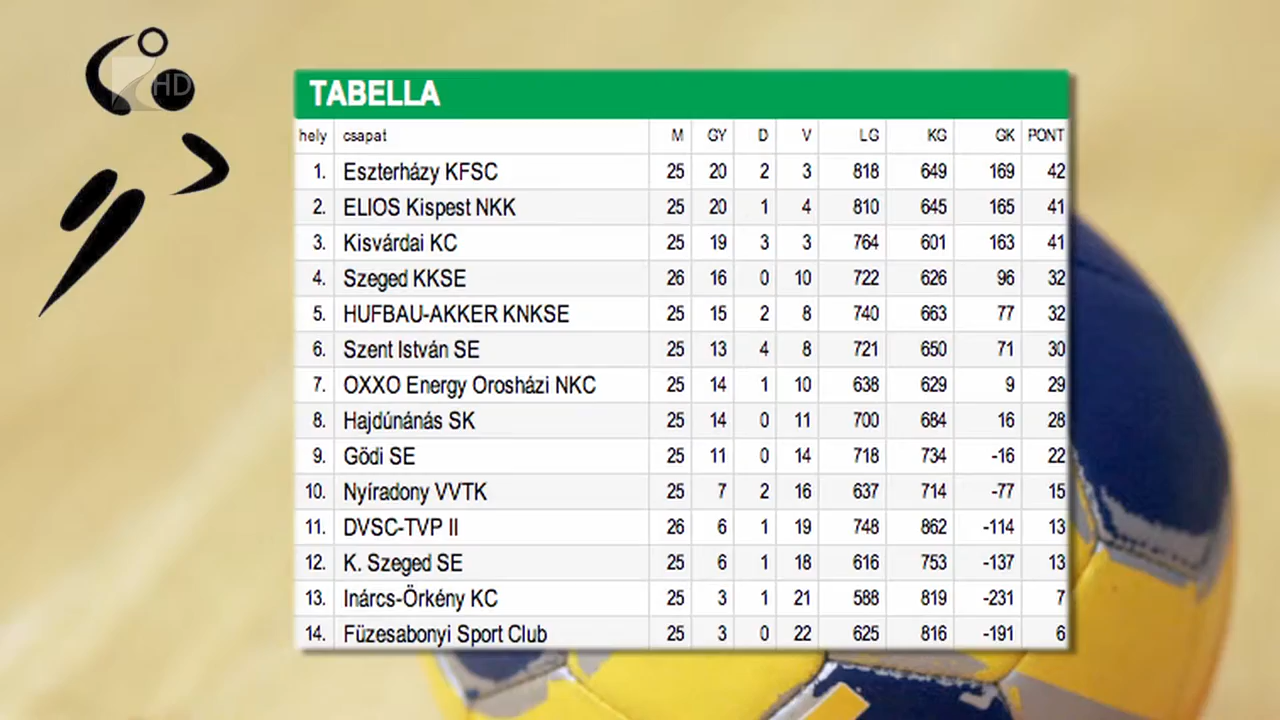 HD
TABELLA
hely csapat M GY D V LG KG GK PONT
1. Eszterházy KFSC 25 20 2 3 818 649 169 42
2. ELIOS Kispest NKK 25 20 1 4 810 645 165 41
3. Kisvárdai KC 25 19 3 3 764 601 163 41
4. Szeged KKSE 26 16 0 10 722 626 96 32
5. HUFBAU-AKKER KNKSE 25 15 2 8 740 663 77 32
6. Szent István SE 25 13 4 8 721 650 71 30
7. OXXO Energy Orosházi NKC 25 14 1 10 638 629 9 29
8. Hajdúnánás SK 25 14 0 11 700 684 16 28
9. Gödi SE 25 11 0 14 718 734 -16 22
10. Nyíradony VVTK 25 7 2 16 637 714 -77 15
11. DVSC-TVP II 26 6 1 19 748 862 -114 13
12. K. Szeged SE 25 6 1 18 616 753 -137 13
13. Inárcs-Örkény KC 25 3 1 21 588 819 -231 7
14. Füzesabonyi Sport Club 25 3 0 22 625 816 -191 6